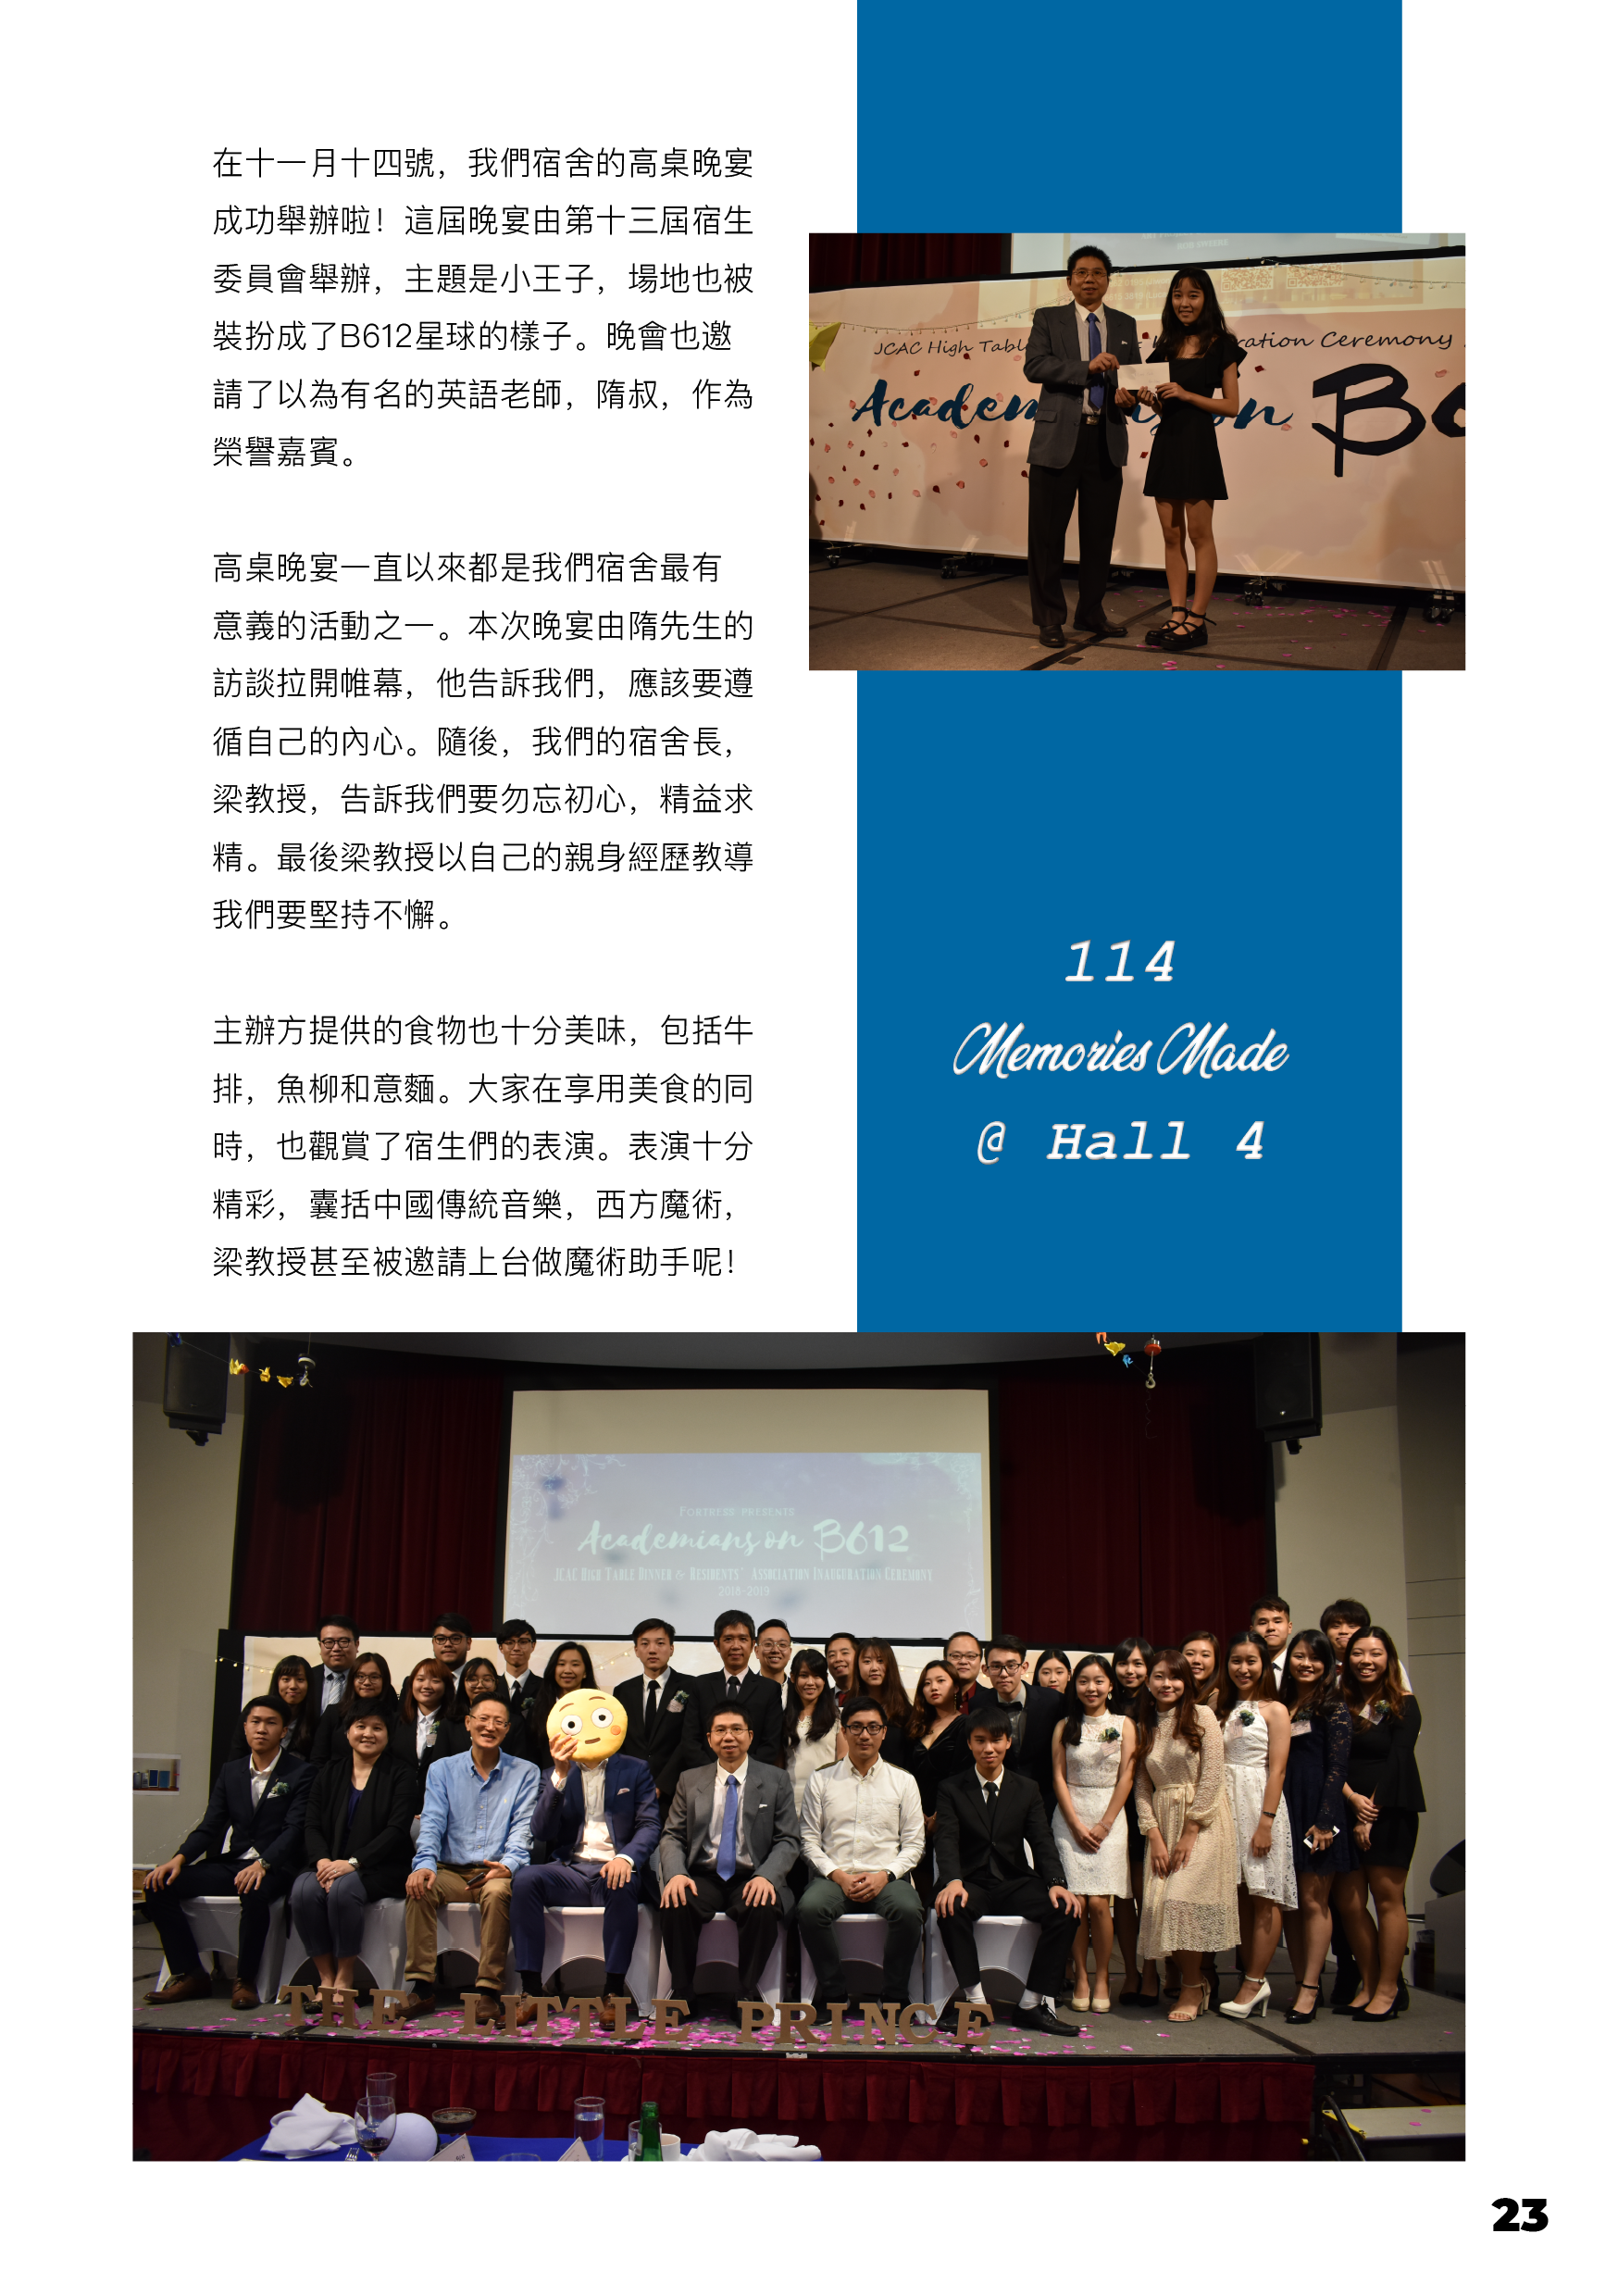 在十一月十四號，我們宿舍的高桌晚宴
成功舉辦啦！這屆晚宴由第十三屆宿生
委員會舉辦，主題是小王子，場地也被
裝扮成了B612星球的樣子。晚會也邀
請了以為有名的英語老師，隋叔，作為
榮譽嘉賓。
高桌晚宴一直以來都是我們宿舍最有
意義的活動之一。本次晚宴由隋先生的
訪談拉開帷幕，他告訴我們，應該要遵
循自己的內心。隨後，我們的宿舍長，
梁教授，告訴我們要勿忘初心，精益求
精。最後梁教授以自己的親身經歷教導
我們要堅持不懈。
主辦方提供的食物也十分美味，包括牛
排，魚柳和意麵。大家在享用美食的同
時，也觀賞了宿生們的表演。表演十分
精彩，囊括中國傳統音樂，西方魔術，
梁教授甚至被邀請上台做魔術助手呢！
JCAC High Tabl ration Ceremony
Academ on B6
114
Memories Made
@ Hall 4
FORTRESS PRESENTS
Academians on B612
JCAC HIGH TABLE DINNER & RESIDENTS' ASSOCIATION INAUGURATION CEREMONY
2018-2019
THE LITTLE PRINCE
23